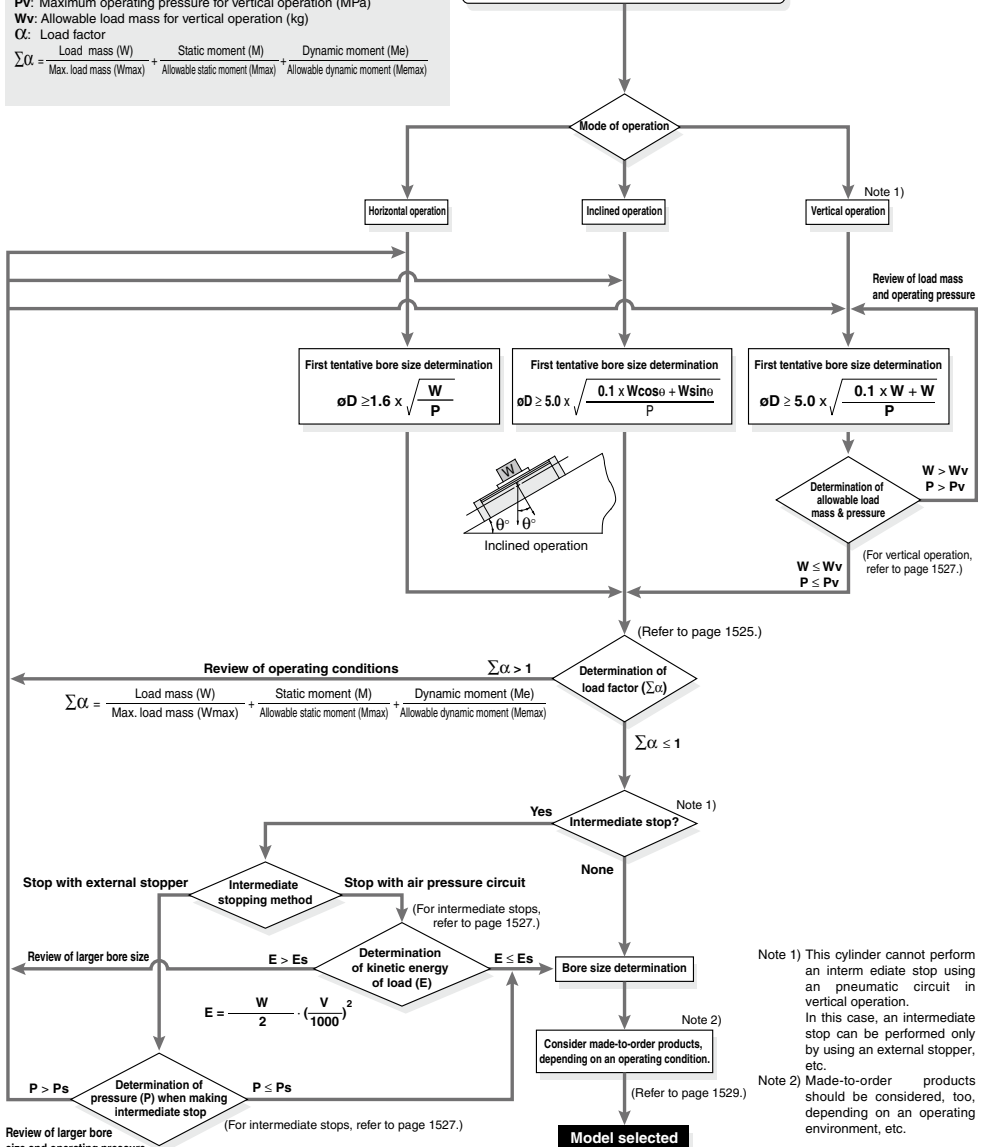 Pv: Maximum operating pressure for vertical operation (MPa)
Wv: Allowable load mass for vertical operation (kg)
α: Load factor
∑α = Load mass (W) / Max. load mass (Wmax) + Static moment (M) / Allowable static moment (Mmax) + Dynamic moment (Me) / Allowable dynamic moment (Memax)
Mode of operation
Note 1)
Horizontal operation
Inclined operation
Vertical operation
Review of load mass
and operating pressure
First tentative bore size determination
øD ≥1.6 x √ W / P
First tentative bore size determination
øD ≥ 5.0 x √ 0.1 x Wcosθ + Wsinθ / P
First tentative bore size determination
øD ≥ 5.0 x √ 0.1 x W + W / P
W
θ°
θ°
Inclined operation
Determination of
allowable load
mass & pressure
W > Wv
P > Pv
(For vertical operation,
refer to page 1527.)
W ≤ Wv
P ≤ Pv
(Refer to page 1525.)
Review of operating conditions
∑α > 1
Determination of
load factor (∑α)
∑α = Load mass (W) / Max. load mass (Wmax) + Static moment (M) / Allowable static moment (Mmax) + Dynamic moment (Me) / Allowable dynamic moment (Memax)
∑α ≤ 1
Yes
Note 1)
Intermediate stop?
None
Stop with external stopper
Intermediate
stopping method
Stop with air pressure circuit
(For intermediate stops,
refer to page 1527.)
Review of larger bore size
E > Es
Determination
of kinetic energy
of load (E)
E ≤ Es
Bore size determination
E = W / 2 · (V / 1000)²
Note 2)
Consider made-to-order products,
depending on an operating condition.
P > Ps
Determination of
pressure (P) when making
intermediate stop
P ≤ Ps
(For intermediate stops, refer to page 1527.)
(Refer to page 1529.)
Review of larger bore
size and operating pressure
Model selected
Note 1) This cylinder cannot perform
an interm ediate stop using
an pneumatic circuit in
vertical operation.
In this case, an intermediate
stop can be performed only
by using an external stopper,
etc.
Note 2) Made-to-order products
should be considered, too,
depending on an operating
environment, etc.